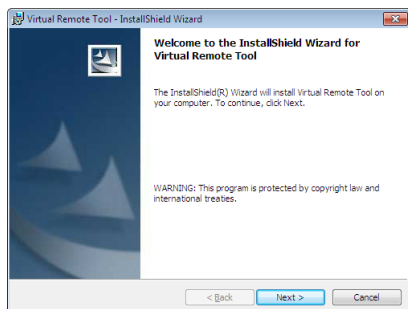 Virtual Remote Tool - InstallShield Wizard
Welcome to the InstallShield Wizard for
Virtual Remote Tool
The InstallShield(R) Wizard will install Virtual Remote Tool on
your computer. To continue, click Next.
WARNING: This program is protected by copyright law and
international treaties.
< Back
Next >
Cancel